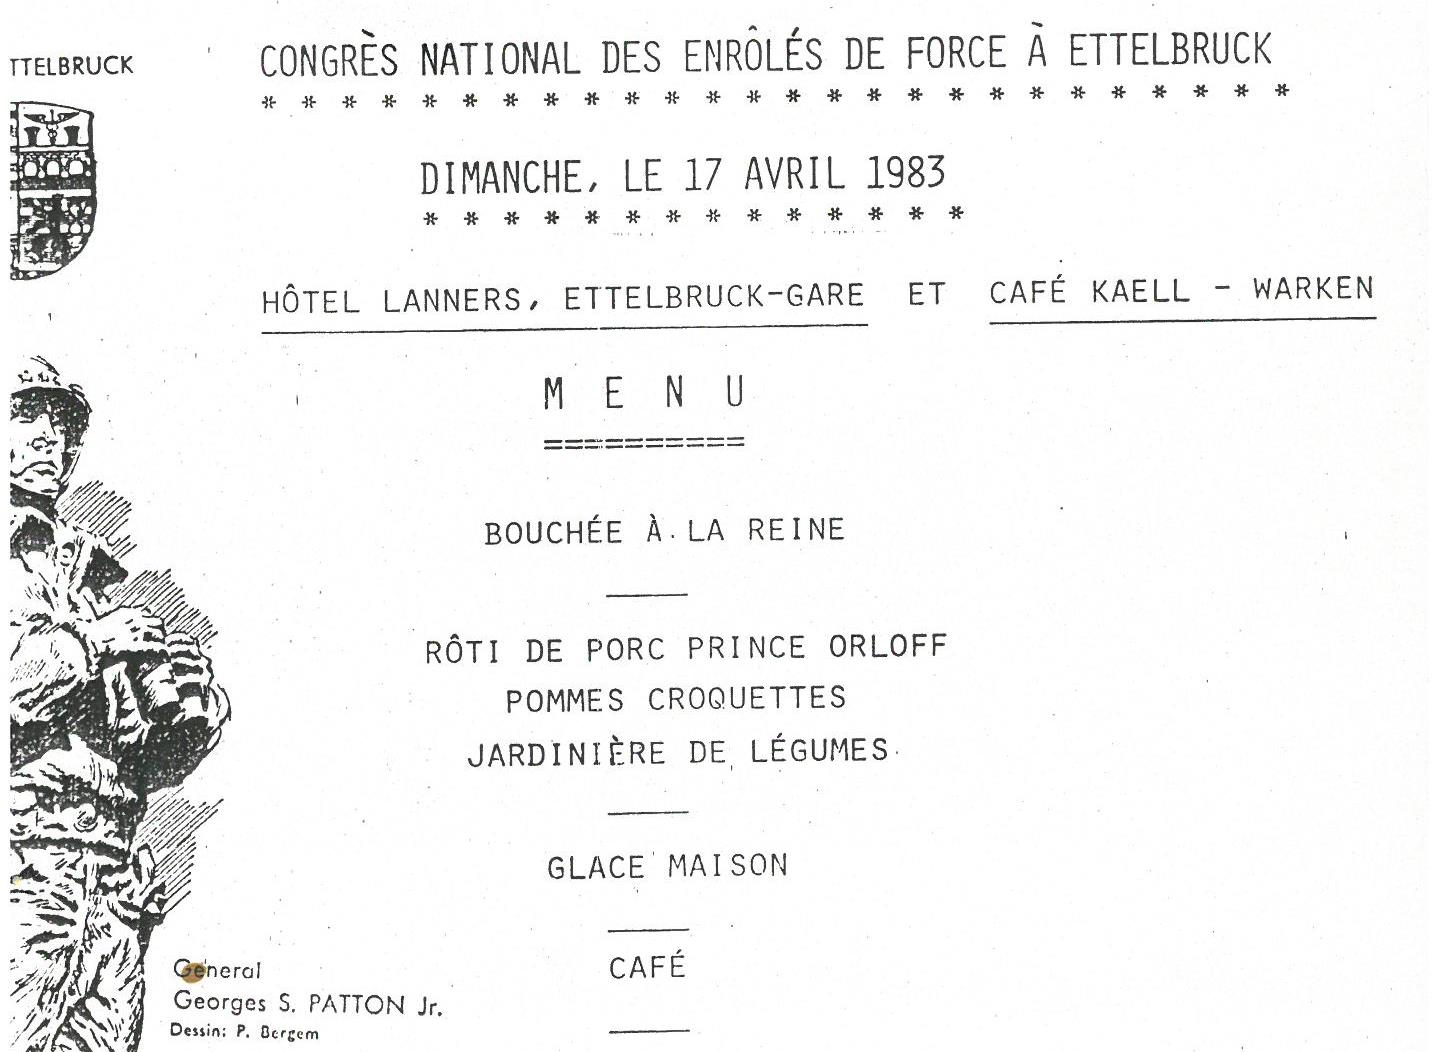 TTELBRUCK
CONGRÈS NATIONAL DES ENRÔLÉS DE FORCE À ETTELBRUCK
* * * * * * * * * * * * * * * * * * * * * * * * * *
DIMANCHE, LE 17 AVRIL 1983
* * * * * * * * * * * * * *
HÔTEL LANNERS, ETTELBRUCK-GARE ET CAFÉ KAELL - WARKEN
M E N U
==========
BOUCHÉE À LA REINE
RÔTI DE PORC PRINCE ORLOFF
POMMES CROQUETTES
JARDINIÈRE DE LÉGUMES
GLACE MAISON
CAFÉ
General
Georges S. PATTON Jr.
Dessin: P. Bergem